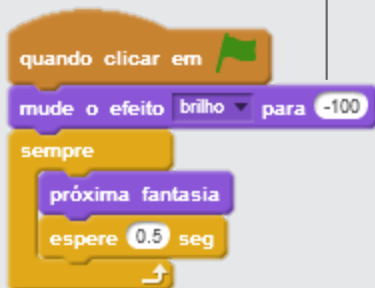 quando clicar em
mude o efeito brilho para -100
sempre
próxima fantasia
espere 0.5 seg